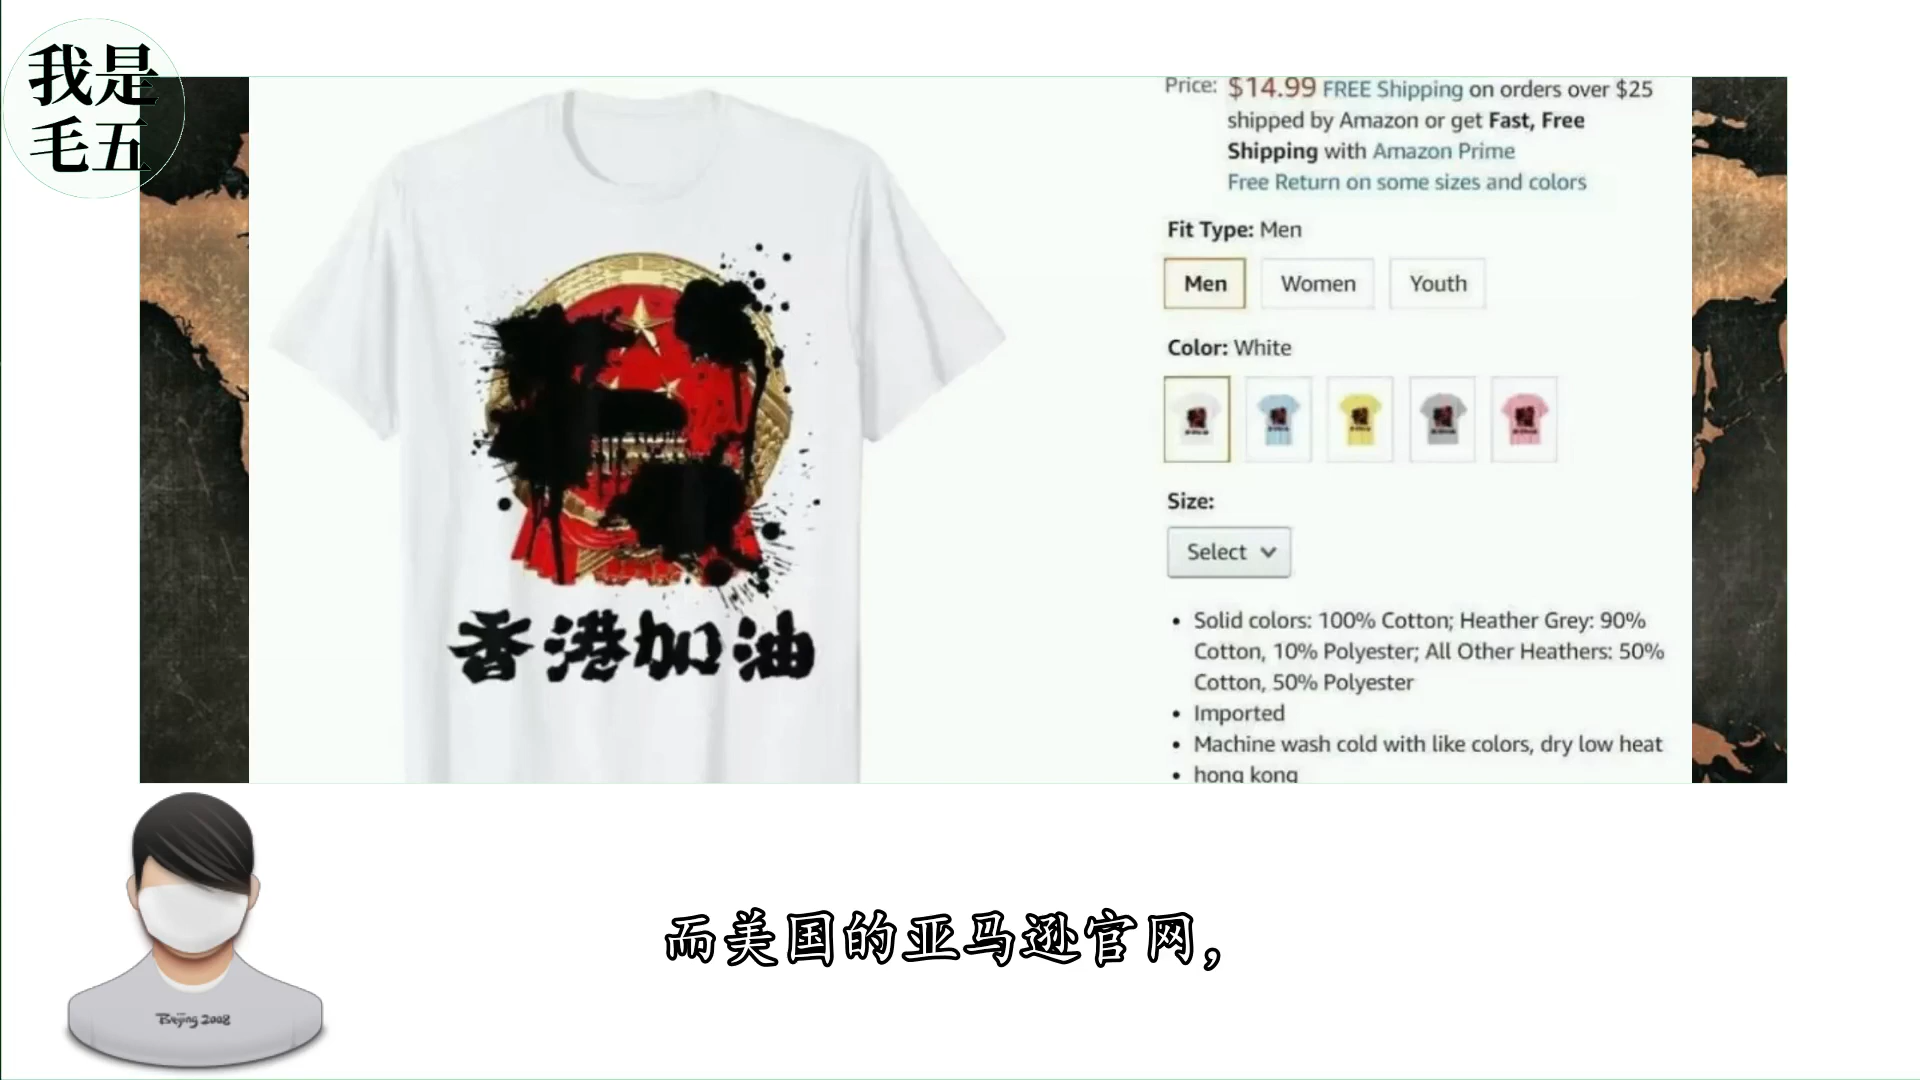 我是
毛五
Price: $14.99 FREE Shipping on orders over $25
shipped by Amazon or get Fast, Free
Shipping with Amazon Prime
Free Return on some sizes and colors
Fit Type: Men
Men Women Youth
Color: White
Size:
Select
香港加油
• Solid colors: 100% Cotton; Heather Grey: 90%
Cotton, 10% Polyester; All Other Heathers: 50%
Cotton, 50% Polyester
• Imported
• Machine wash cold with like colors, dry low heat
• hong kong
Beijing 2008
而美国的亚马逊官网，